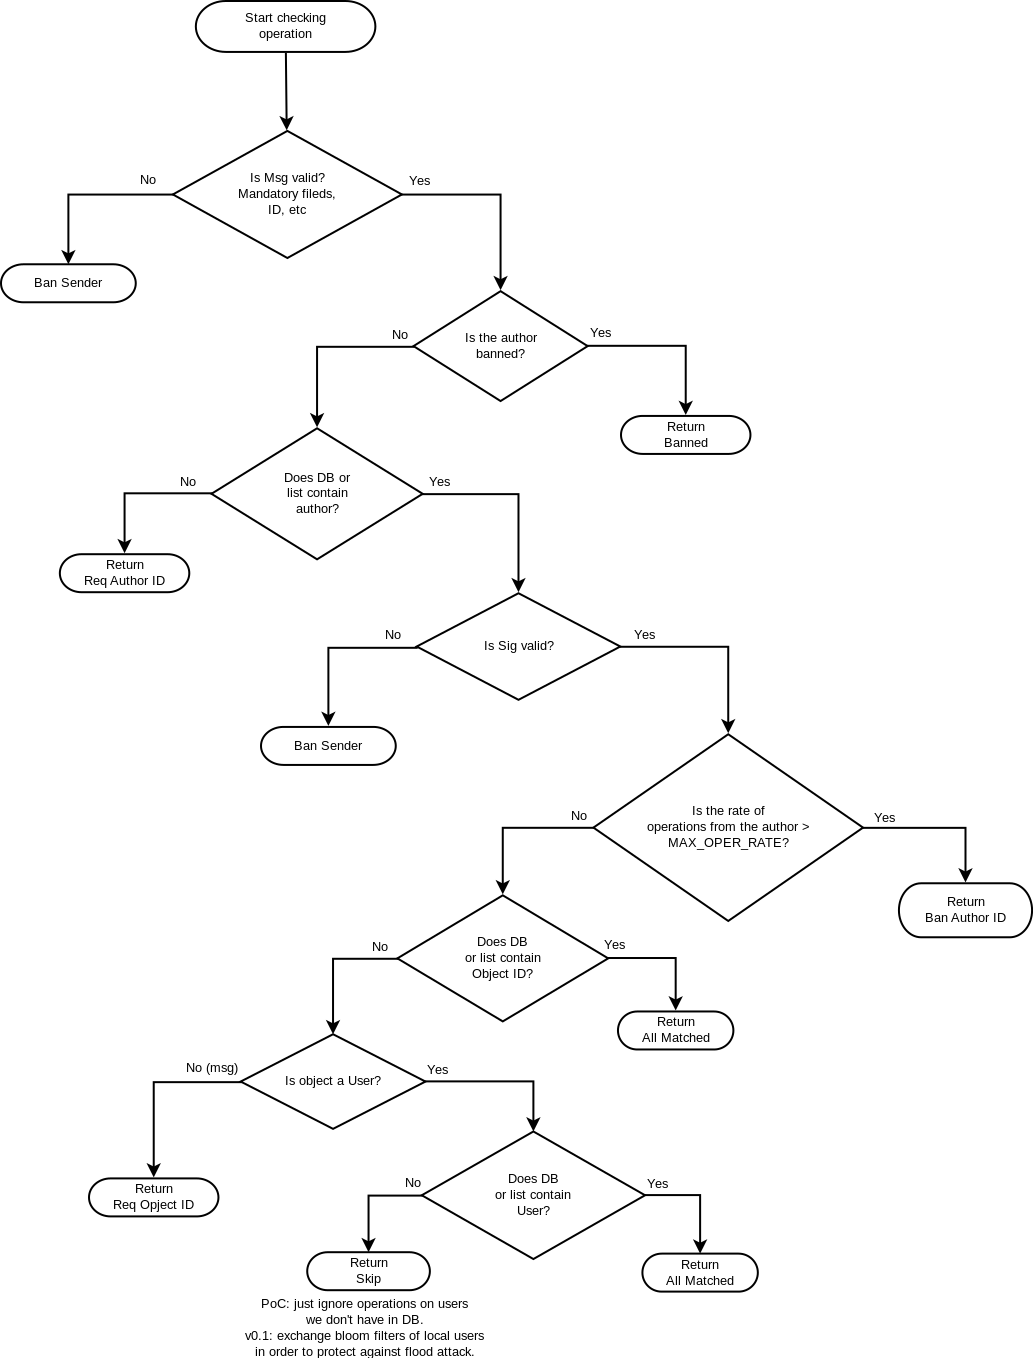 Start checking
operation
Is Msg valid?
Mandatory fileds,
ID, etc
No
Yes
Ban Sender
Is the author
banned?
No
Yes
Return
Banned
Does DB or
list contain
author?
No
Yes
Return
Req Author ID
Is Sig valid?
No
Yes
Ban Sender
Is the rate of
operations from the author >
MAX_OPER_RATE?
No
Yes
Return
Ban Author ID
Does DB
or list contain
Object ID?
No
Yes
Return
All Matched
Is object a User?
No (msg)
Yes
Return
Req Opject ID
Does DB
or list contain
User?
No
Yes
Return
Skip
Return
All Matched
PoC: just ignore operations on users
we don't have in DB.
v0.1: exchange bloom filters of local users
in order to protect against flood attack.